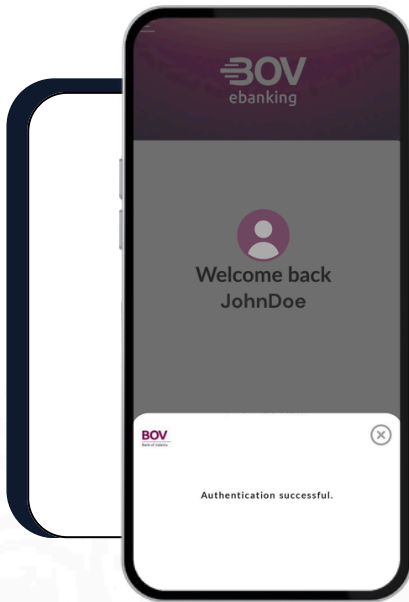 BOV
ebanking
Welcome back
JohnDoe
BOV
Bank of Valletta
Authentication successful.